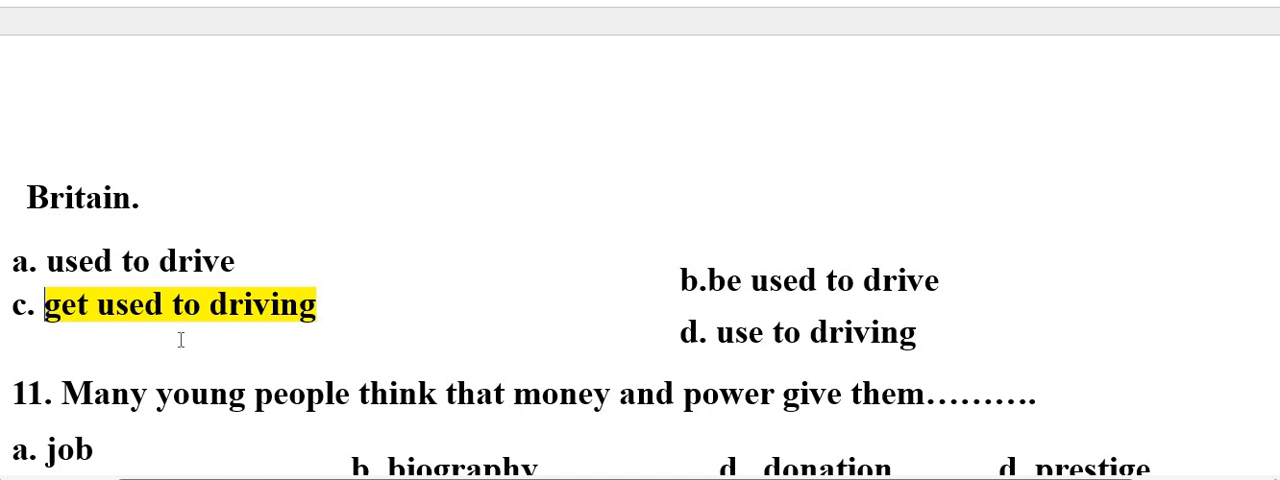 Britain.
a. used to drive
b.be used to drive
c. get used to driving
d. use to driving
11. Many young people think that money and power give them……….
a. job
b. biography
d. donation
d. prestige